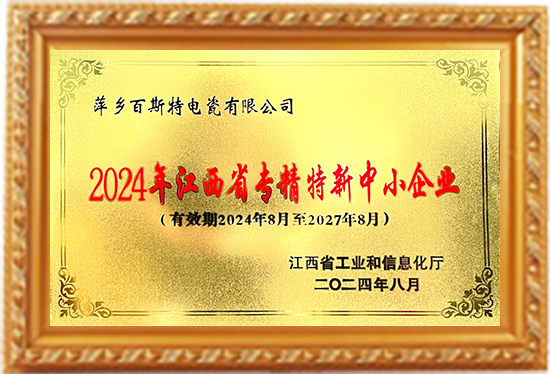 萍乡百斯特电瓷有限公司
2024年江西省专精特新中小企业
(有效期2024年8月至2027年8月)
江西省工业和信息化厅
二〇二四年八月